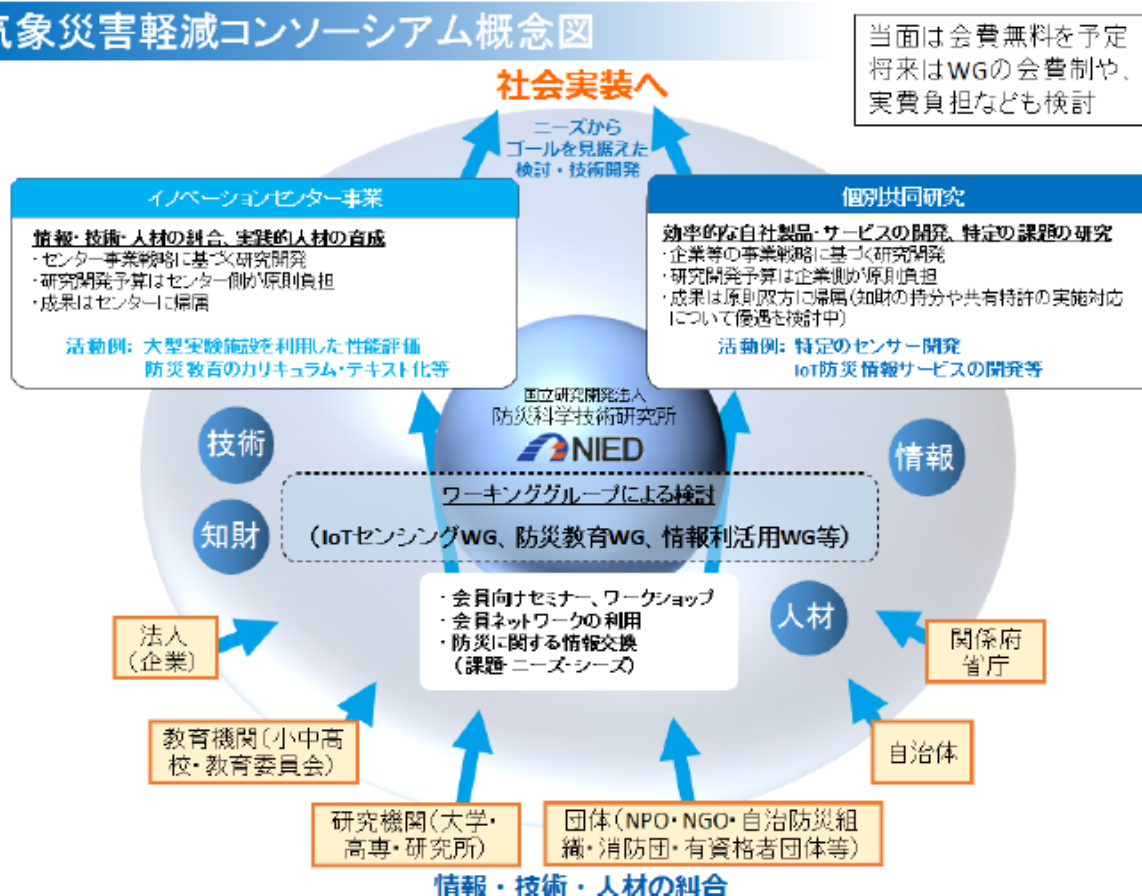 気象災害軽減コンソーシアム概念図
当面は会費無料を予定
将来はWGの会費制や、
実費負担なども検討
社会実装へ
ニーズから
ゴールを見据えた
検討・技術開発
イノベーションセンター事業
情報・技術・人材の糾合、実践的人材の育成
・センター事業戦略に基づく研究開発
・研究開発予算はセンター側が原則負担
・成果はセンターに帰属
活動例: 大型実験施設を利用した性能評価
防災教育のカリキュラム・テキスト化等
個別共同研究
効率的な自社製品・サービスの開発、特定の課題の研究
・企業等の事業戦略に基づく研究開発
・研究開発予算は企業側が原則負担
・成果は原則双方に帰属(知財の持分や共有特許の実施対応
について優遇を検討中)
活動例: 特定のセンサー開発
IoT防災情報サービスの開発等
国立研究開発法人
防災科学技術研究所
NIED
技術
情報
ワーキンググループによる検討
知財
(IoTセンシングWG、防災教育WG、情報利活用WG等)
・会員向けセミナー、ワークショップ
・会員ネットワークの利用
・防災に関する情報交換
(課題・ニーズ・シーズ)
人材
法人
(企業)
関係府
省庁
教育機関(小中高
校・教育委員会)
自治体
研究機関(大学・
高専・研究所)
団体(NPO・NGO・自治防災組
織・消防団・有資格者団体等)
情報・技術・人材の糾合